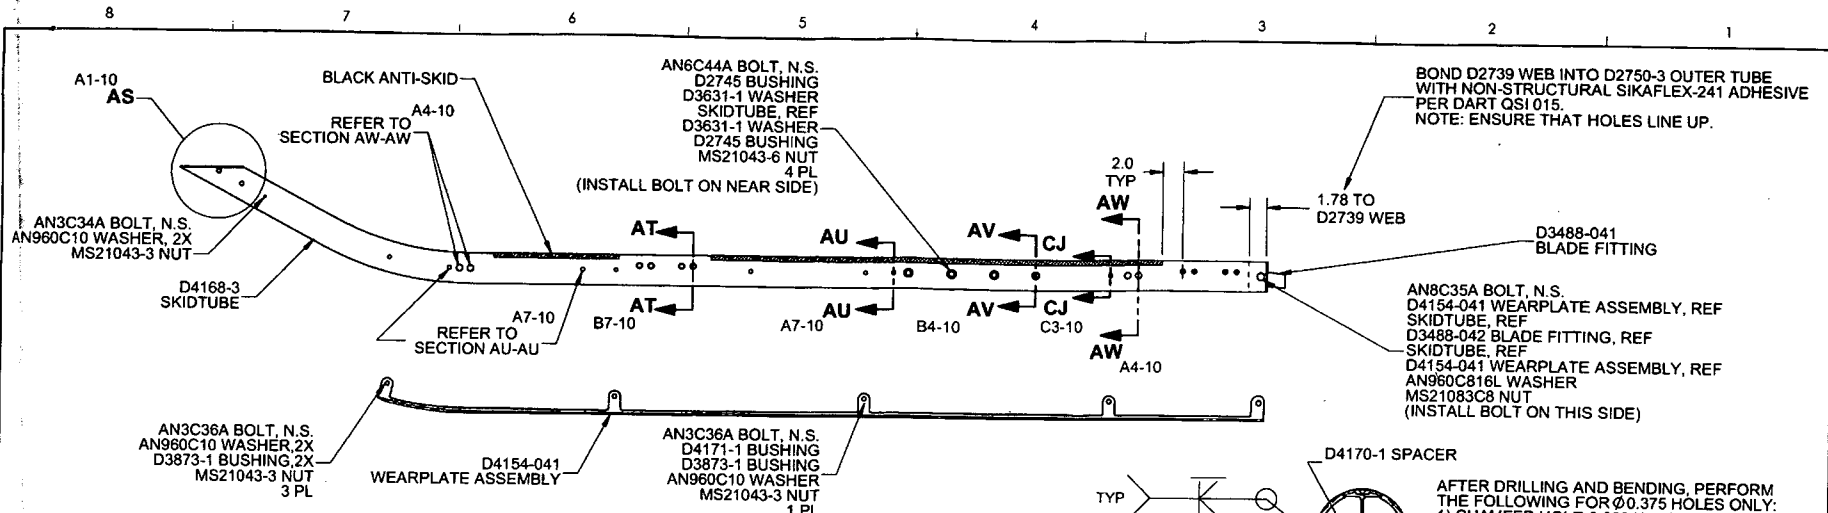 8 7 6 5 4 3 2 1
A1-10
AS
BLACK ANTI-SKID
A4-10
REFER TO
SECTION AW-AW
AN6C44A BOLT, N.S.
D2745 BUSHING
D3631-1 WASHER
SKIDTUBE, REF
D3631-1 WASHER
D2745 BUSHING
MS21043-6 NUT
4 PL
(INSTALL BOLT ON NEAR SIDE)
BOND D2739 WEB INTO D2750-3 OUTER TUBE
WITH NON-STRUCTURAL SIKAFLEX-241 ADHESIVE
PER DART QSI 015.
NOTE: ENSURE THAT HOLES LINE UP.
2.0
TYP
1.78 TO
D2739 WEB
AN3C34A BOLT, N.S.
AN960C10 WASHER, 2X
MS21043-3 NUT
D4168-3
SKIDTUBE
AT
AU
AV
CJ
AW
D3488-041
BLADE FITTING
AT
AU
AV
CJ
AW
A7-10
B7-10
A7-10
B4-10
C3-10
A4-10
REFER TO
SECTION AU-AU
AN8C35A BOLT, N.S.
D4154-041 WEARPLATE ASSEMBLY, REF
SKIDTUBE, REF
D3488-042 BLADE FITTING, REF
SKIDTUBE, REF
D4154-041 WEARPLATE ASSEMBLY, REF
AN960C816L WASHER
MS21083C8 NUT
(INSTALL BOLT ON THIS SIDE)
AN3C36A BOLT, N.S.
AN960C10 WASHER,2X
D3873-1 BUSHING,2X
MS21043-3 NUT
3 PL
D4154-041
WEARPLATE ASSEMBLY
AN3C36A BOLT, N.S.
D4171-1 BUSHING
D3873-1 BUSHING
AN960C10 WASHER
MS21043-3 NUT
1 PL
TYP
D4170-1 SPACER
AFTER DRILLING AND BENDING, PERFORM
THE FOLLOWING FOR Ø0.375 HOLES ONLY: